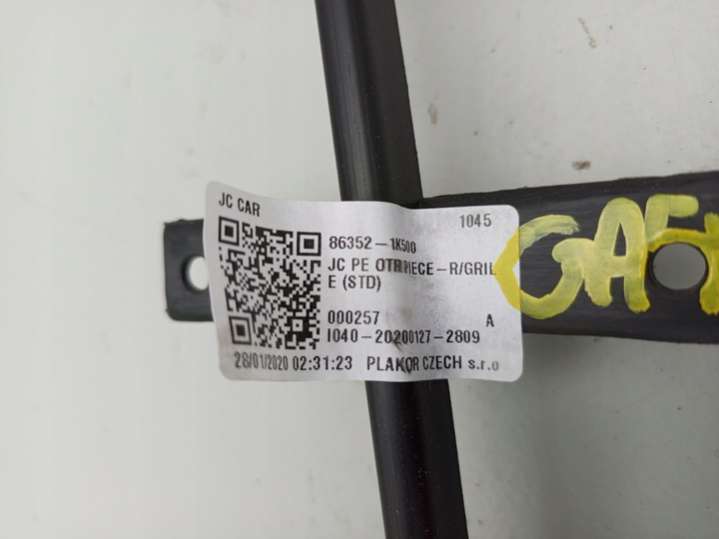 JC CAR
1045
86352-1K500
JC PE OTR PIECE-R/GRIL
E (STD)
000257 A
I040-20200127-2809
28/01/2020 02:31:23 PLAKOR CZECH s.r.o